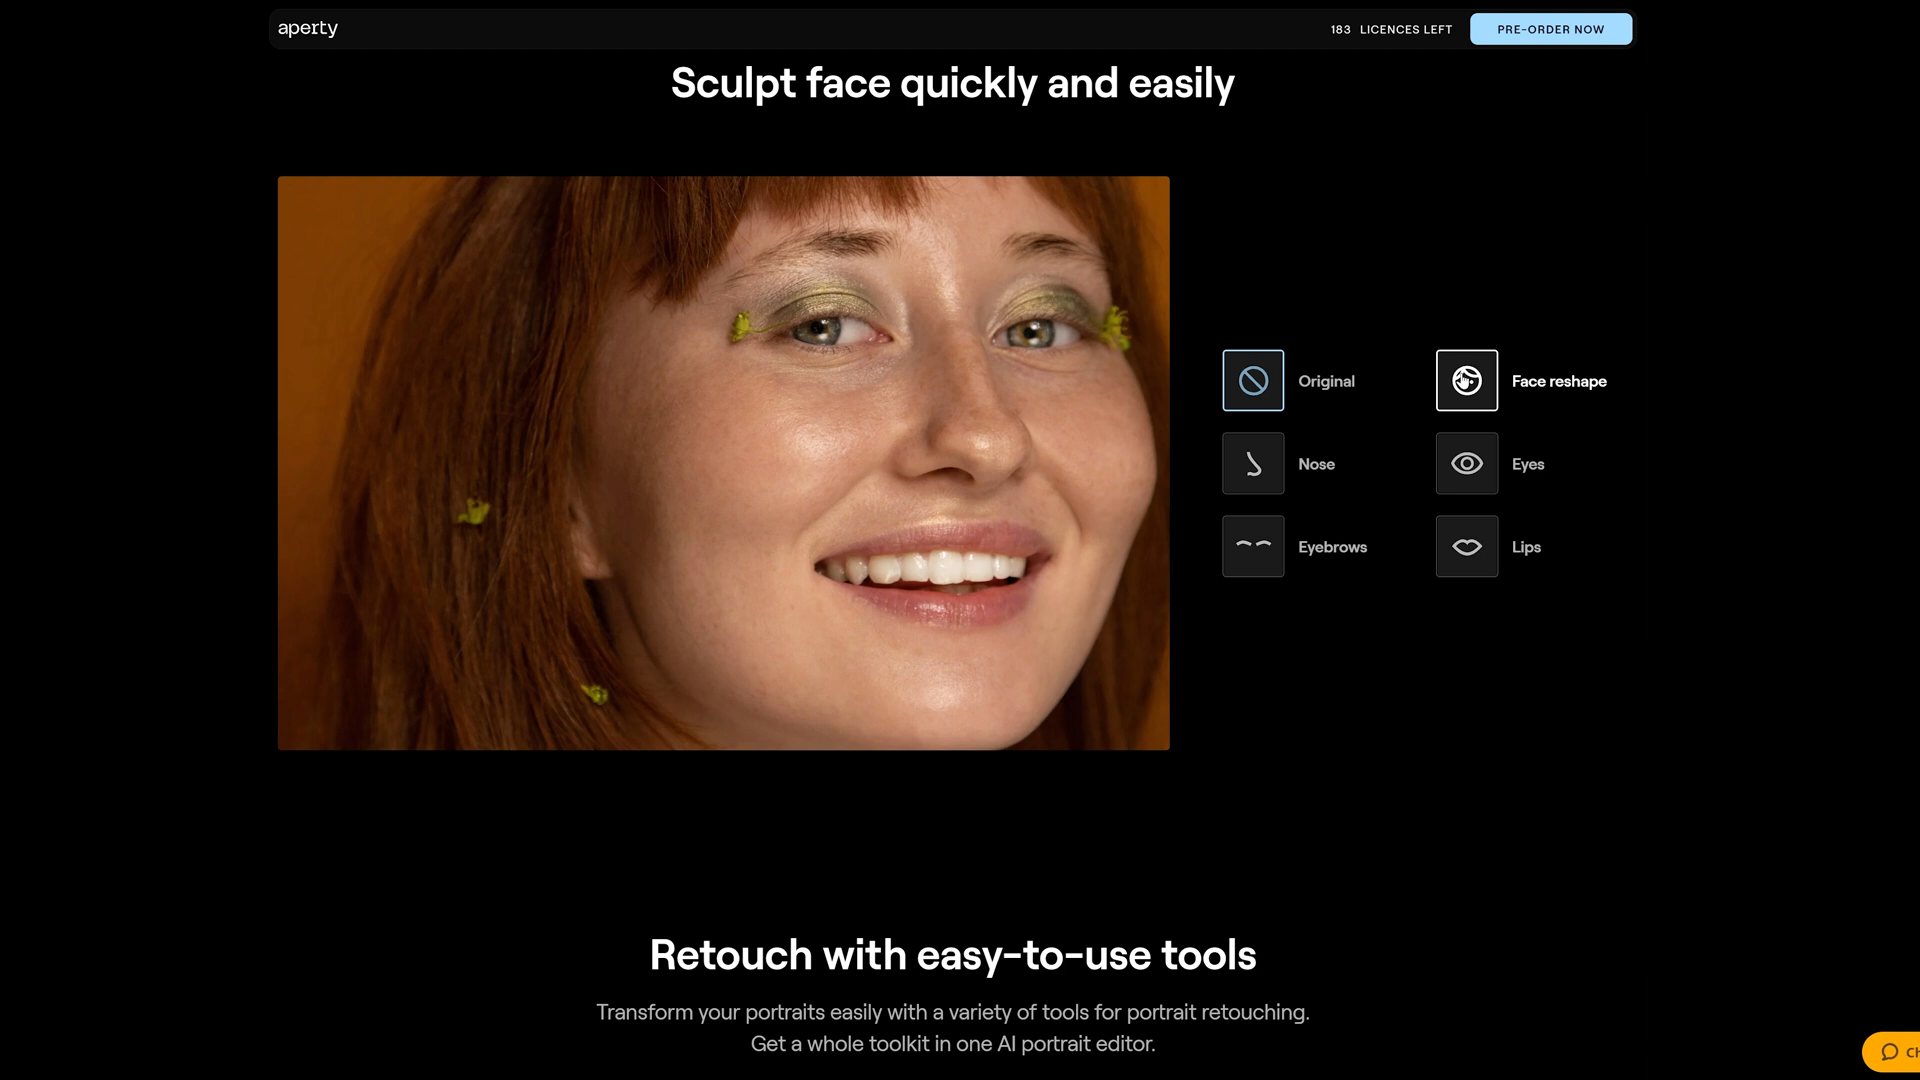 aperty
183 LICENCES LEFT
PRE-ORDER NOW
Sculpt face quickly and easily
Original
Face reshape
Nose
Eyes
Eyebrows
Lips
Retouch with easy-to-use tools
Transform your portraits easily with a variety of tools for portrait retouching.
Get a whole toolkit in one AI portrait editor.